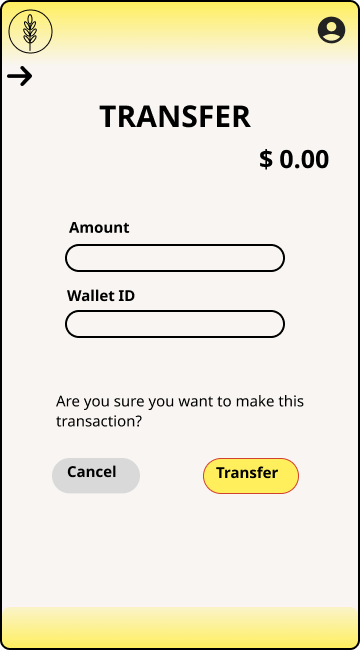 TRANSFER
$ 0.00
Amount
Wallet ID
Are you sure you want to make this
transaction?
Cancel
Transfer